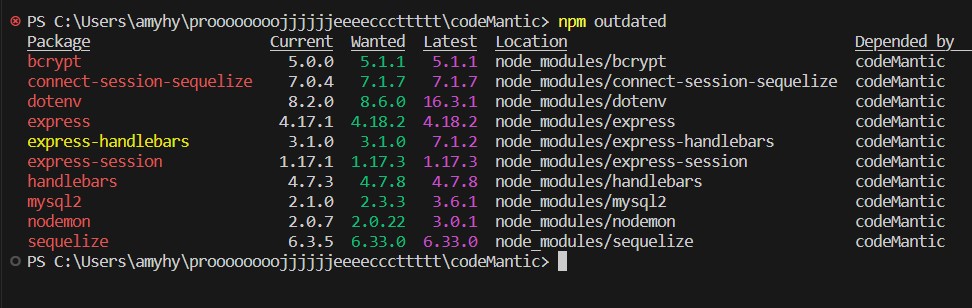 PS C:\Users\amyhy\proooooooojjjjjjeeeeccccttttt\codeMantic> npm outdated
Package Current Wanted Latest Location Depended by
bcrypt 5.0.0 5.1.1 5.1.1 node_modules/bcrypt codeMantic
connect-session-sequelize 7.0.4 7.1.7 7.1.7 node_modules/connect-session-sequelize codeMantic
dotenv 8.2.0 8.6.0 16.3.1 node_modules/dotenv codeMantic
express 4.17.1 4.18.2 4.18.2 node_modules/express codeMantic
express-handlebars 3.1.0 3.1.0 7.1.2 node_modules/express-handlebars codeMantic
express-session 1.17.1 1.17.3 1.17.3 node_modules/express-session codeMantic
handlebars 4.7.3 4.7.8 4.7.8 node_modules/handlebars codeMantic
mysql2 2.1.0 2.3.3 3.6.1 node_modules/mysql2 codeMantic
nodemon 2.0.7 2.0.22 3.0.1 node_modules/nodemon codeMantic
sequelize 6.3.5 6.33.0 6.33.0 node_modules/sequelize codeMantic
PS C:\Users\amyhy\proooooooojjjjjjeeeeccccttttt\codeMantic>